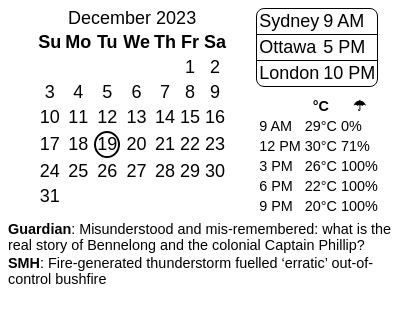 December 2023
Su Mo Tu We Th Fr Sa
1 2
3 4 5 6 7 8 9
10 11 12 13 14 15 16
17 18 19 20 21 22 23
24 25 26 27 28 29 30
31
Sydney 9 AM
Ottawa 5 PM
London 10 PM
°C ☂
9 AM 29°C 0%
12 PM 30°C 71%
3 PM 26°C 100%
6 PM 22°C 100%
9 PM 20°C 100%
Guardian: Misunderstood and mis-remembered: what is the
real story of Bennelong and the colonial Captain Phillip?
SMH: Fire-generated thunderstorm fuelled ‘erratic’ out-of-
control bushfire